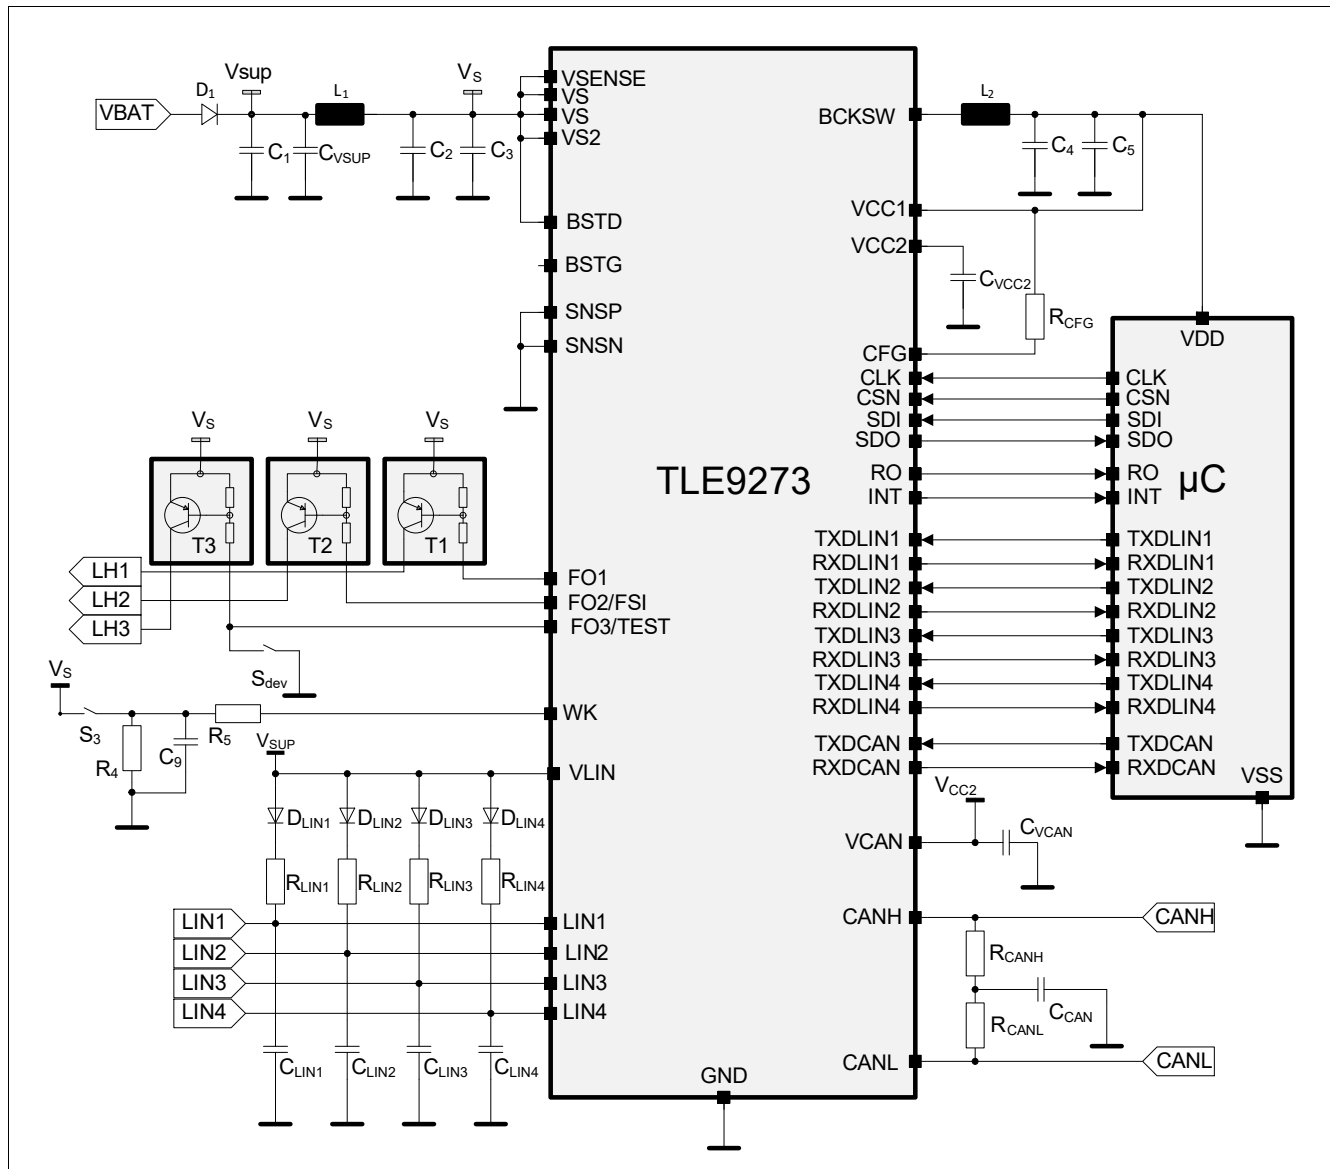 VBAT
D1
Vsup
L1
C1
CVSUP
C2
VS
C3
VSENSE
VS
VS
VS2
BSTD
BSTG
SNSP
SNSN
BCKSW
L2
C4
C5
VCC1
VCC2
CVCC2
RCFG
CFG
CLK
CSN
SDI
SDO
RO
INT
TXDLIN1
RXDLIN1
TXDLIN2
RXDLIN2
TXDLIN3
RXDLIN3
TXDLIN4
RXDLIN4
TXDCAN
RXDCAN
VDD
CLK
CSN
SDI
SDO
RO
INT
µC
TXDLIN1
RXDLIN1
TXDLIN2
RXDLIN2
TXDLIN3
RXDLIN3
TXDLIN4
RXDLIN4
TXDCAN
RXDCAN
VSS
TLE9273
VS
VS
VS
T3
T2
T1
LH1
LH2
LH3
FO1
FO2/FSI
FO3/TEST
Sdev
VS
S3
R4
C9
R5
WK
VSUP
VLIN
DLIN1
DLIN2
DLIN3
DLIN4
RLIN1
RLIN2
RLIN3
RLIN4
LIN1
LIN2
LIN3
LIN4
LIN1
LIN2
LIN3
LIN4
CLIN1
CLIN2
CLIN3
CLIN4
GND
VCC2
VCAN
CVCAN
CANH
RCANH
CCAN
RCANL
CANL
CANH
CANL